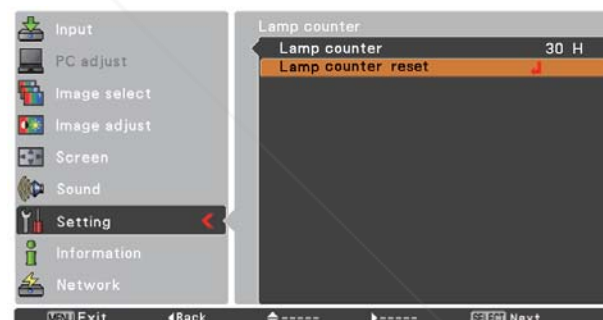 Input
PC adjust
Image select
Image adjust
Screen
Sound
Setting
Information
Network
Lamp counter
Lamp counter 30 H
Lamp counter reset
MENU Exit ◀Back ◆----- ▶----- SELECT Next